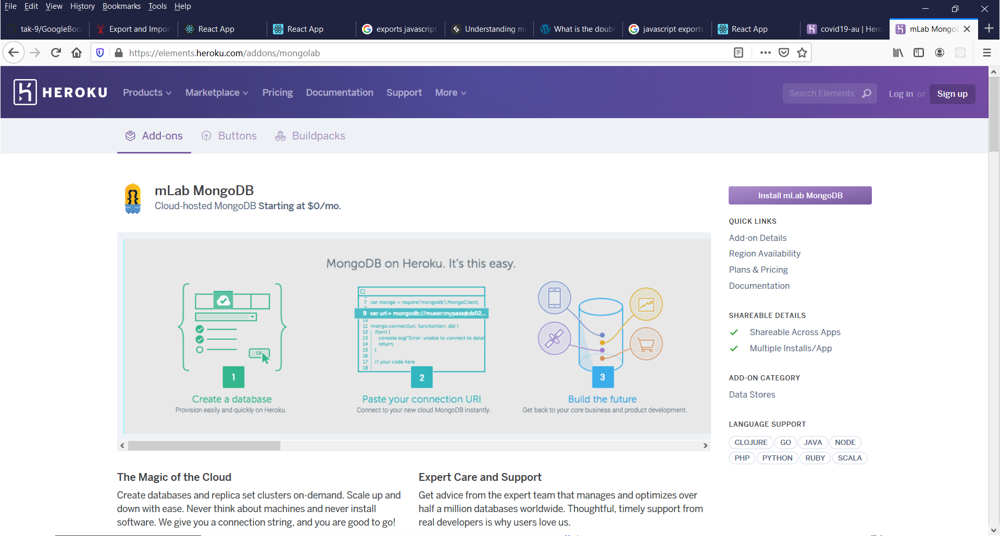 File Edit View History Bookmarks Tools Help
tak-9/GoogleBoo
Export and Impor
React App
React App
exports javascript
Understanding mo
What is the doubl
javascript exports
React App
covid19-au | Hero
mLab MongoD
https://elements.heroku.com/addons/mongolab
HEROKU Products Marketplace Pricing Documentation Support More
Search Elements
Log in or Sign up
Add-ons Buttons Buildpacks
mLab MongoDB
Cloud-hosted MongoDB Starting at $0/mo.
MongoDB on Heroku. It's this easy.
OK
7 var mongo = require('mongodb').MongoClient;
9 var url = mongodb://muser:mypass@ds02...
10
11 mongo.connect(uri, function(err, db) {
12 if(err) {
13 console.log("Error: unable to connect to datal
14 return;
15 }
16
17 // your code here
18
1
Create a database
Provision easily and quickly on Heroku.
2
Paste your connection URI
Connect to your new cloud MongoDB instantly.
3
Build the future
Get back to your core business and product development.
The Magic of the Cloud
Create databases and replica set clusters on-demand. Scale up and
down with ease. Never think about machines and never install
software. We give you a connection string, and you are good to go!
Expert Care and Support
Get advice from the expert team that manages and optimizes over
half a million databases worldwide. Thoughtful, timely support from
real developers is why users love us.
Install mLab MongoDB
QUICK LINKS
Add-on Details
Region Availability
Plans & Pricing
Documentation
SHAREABLE DETAILS
Shareable Across Apps
Multiple Installs/App
ADD-ON CATEGORY
Data Stores
LANGUAGE SUPPORT
CLOJURE GO JAVA NODE
PHP PYTHON RUBY SCALA